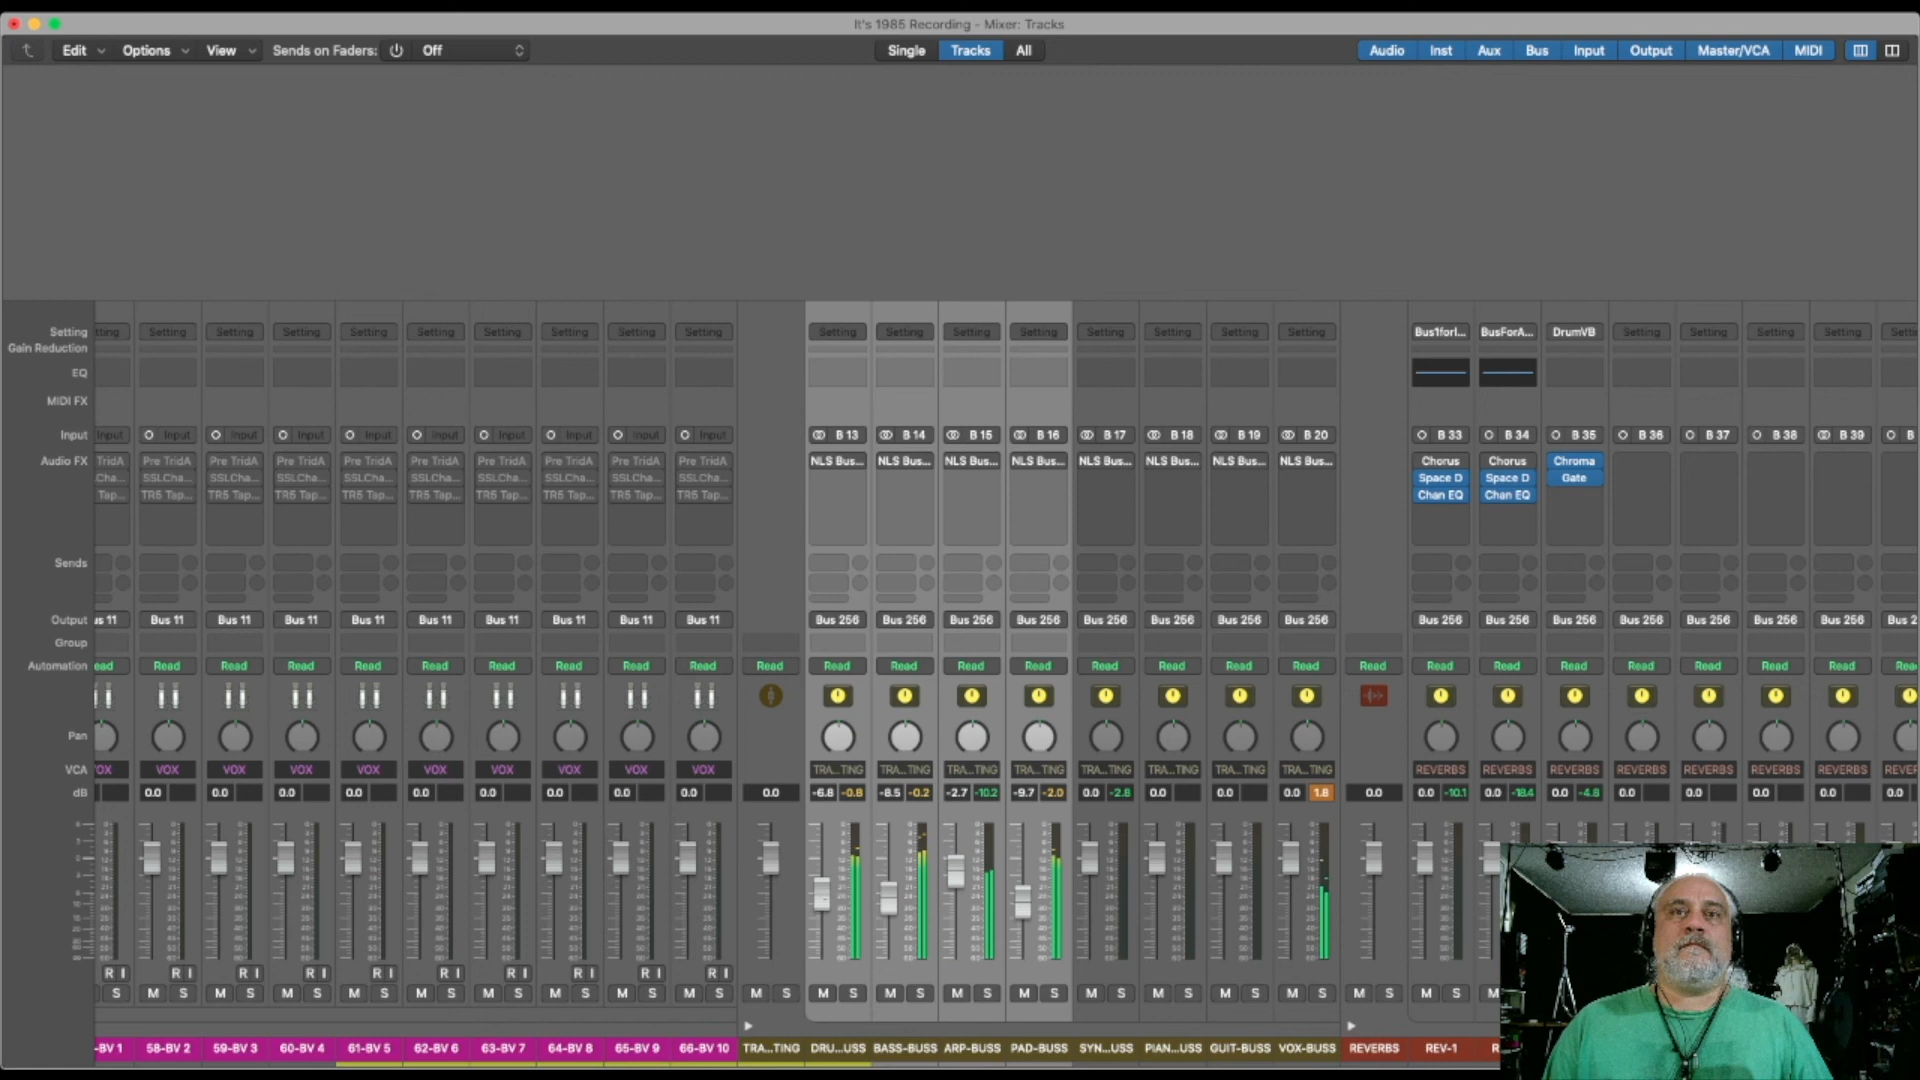 It's 1985 Recording - Mixer: Tracks
Edit Options View Sends on Faders: Off Single Tracks All Audio Inst Aux Bus Input Output Master/VCA MIDI
Setting tting Setting Setting Setting Setting Setting Setting Setting Setting Setting Setting Setting Setting Setting Setting Setting Setting Setting Bus1forI... BusForA... DrumVB Setting Setting Setting Setting Setti
Gain Reduction
EQ
MIDI FX
Input Input Input Input Input Input Input Input Input Input Input B 13 B 14 B 15 B 16 B 17 B 18 B 19 B 20 B 33 B 34 B 35 B 36 B 37 B 38 B 39 B
Audio FX TridA Pre TridA Pre TridA Pre TridA Pre TridA Pre TridA Pre TridA Pre TridA Pre TridA Pre TridA NLS Bus... NLS Bus... NLS Bus... NLS Bus... NLS Bus... NLS Bus... NLS Bus... NLS Bus... Chorus Chorus Chroma
SSLCha... SSLCha... SSLCha... SSLCha... SSLCha... SSLCha... SSLCha... SSLCha... SSLCha... Space D Space D Gate
TR5 Tap... TR5 Tap... TR5 Tap... TR5 Tap... TR5 Tap... TR5 Tap... TR5 Tap... TR5 Tap... TR5 Tap... Chan EQ Chan EQ
Sends
Output us 11 Bus 11 Bus 11 Bus 11 Bus 11 Bus 11 Bus 11 Bus 11 Bus 11 Bus 11 Bus 256 Bus 256 Bus 256 Bus 256 Bus 256 Bus 256 Bus 256 Bus 256 Bus 256 Bus 256 Bus 256 Bus 256 Bus 256 Bus 256 Bus 256 Bus 2
Group
Automation ead Read Read Read Read Read Read Read Read Read Read Read Read Read Read Read Read Read Read Read Read Read Read Read Read Read Read Rea
Pan
VCA VOX VOX VOX VOX VOX VOX VOX VOX VOX VOX TRA...TING TRA...TING TRA...TING TRA...TING TRA...TING TRA...TING TRA...TING TRA...TING REVERBS REVERBS REVERBS REVERBS REVERBS REVERBS REVERBS REVER
dB 0.0 0.0 0.0 0.0 0.0 0.0 0.0 0.0 0.0 0.0 -6.8 -0.8 -8.5 -0.2 -2.7 -10.2 -9.7 -2.0 0.0 -2.8 0.0 0.0 0.0 1.8 0.0 0.0 -10.1 0.0 -18.4 0.0 -4.8 0.0 0.0 0.0 0.0 0.0
R I R I R I R I R I R I R I R I R I R I
S M S M S M S M S M S M S M S M S M S M S M S M S M S M S M S M S M S M S M S M S M
-BV 1 58-BV 2 59-BV 3 60-BV 4 61-BV 5 62-BV 6 63-BV 7 64-BV 8 65-BV 9 66-BV 10 TRA...TING DRU...USS BASS-BUSS ARP-BUSS PAD-BUSS SYN...USS PIAN...USS GUIT-BUSS VOX-BUSS REVERBS REV-1 R